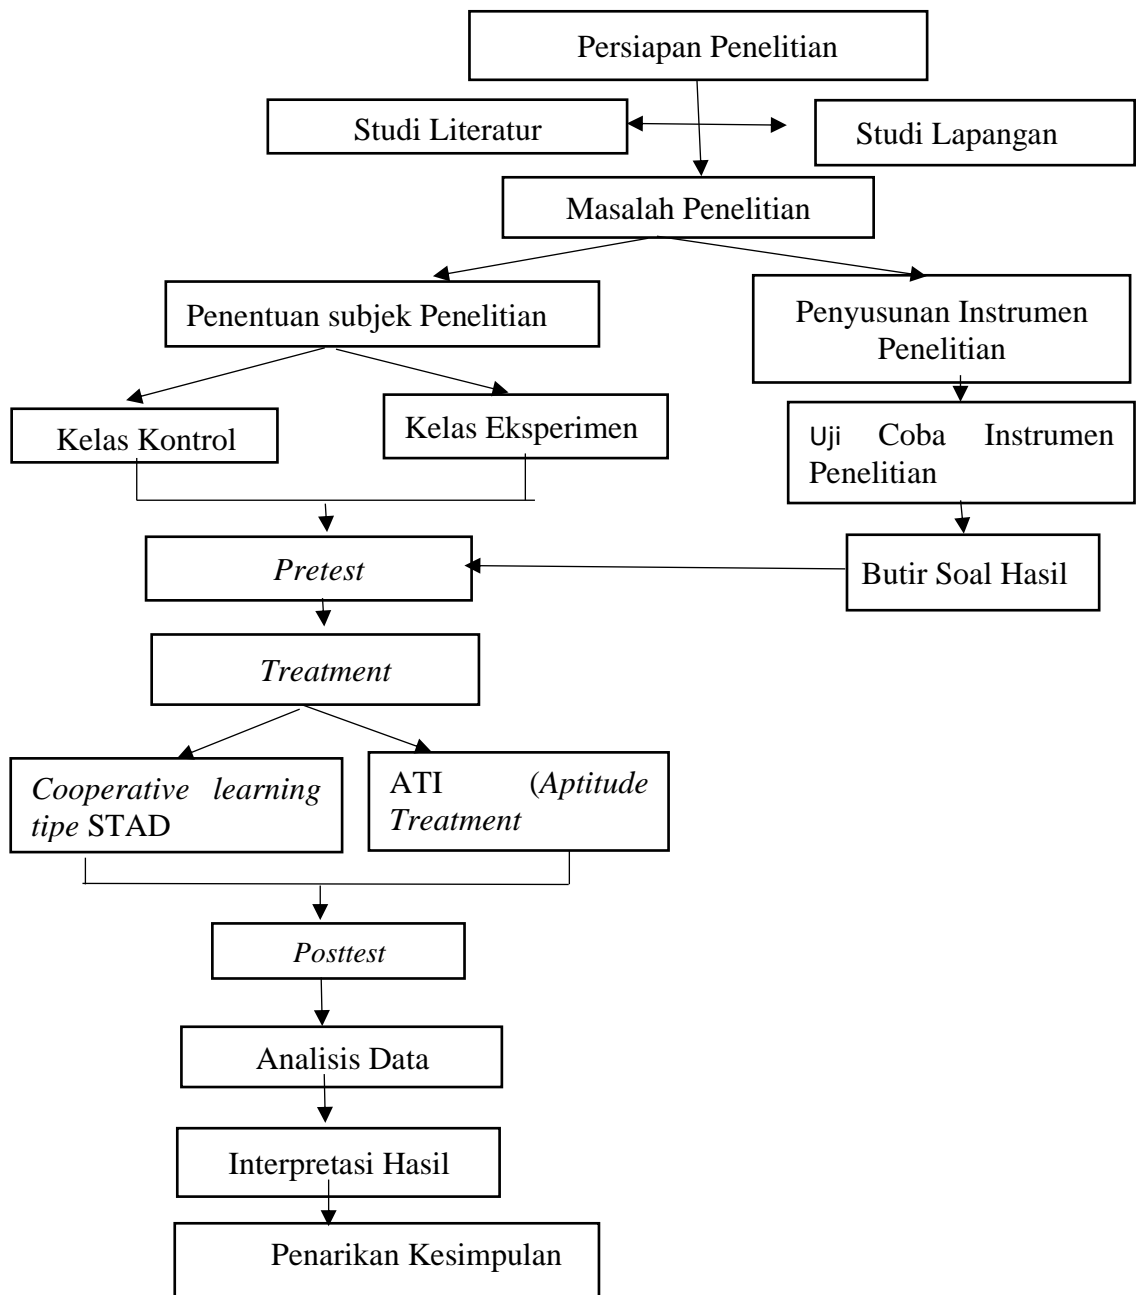 Persiapan Penelitian
Studi Literatur
Studi Lapangan
Masalah Penelitian
Penentuan subjek Penelitian
Penyusunan Instrumen
Penelitian
Kelas Kontrol
Kelas Eksperimen
Uji Coba Instrumen
Penelitian
Pretest
Butir Soal Hasil
Treatment
Cooperative learning
tipe STAD
ATI (Aptitude
Treatment
Posttest
Analisis Data
Interpretasi Hasil
Penarikan Kesimpulan